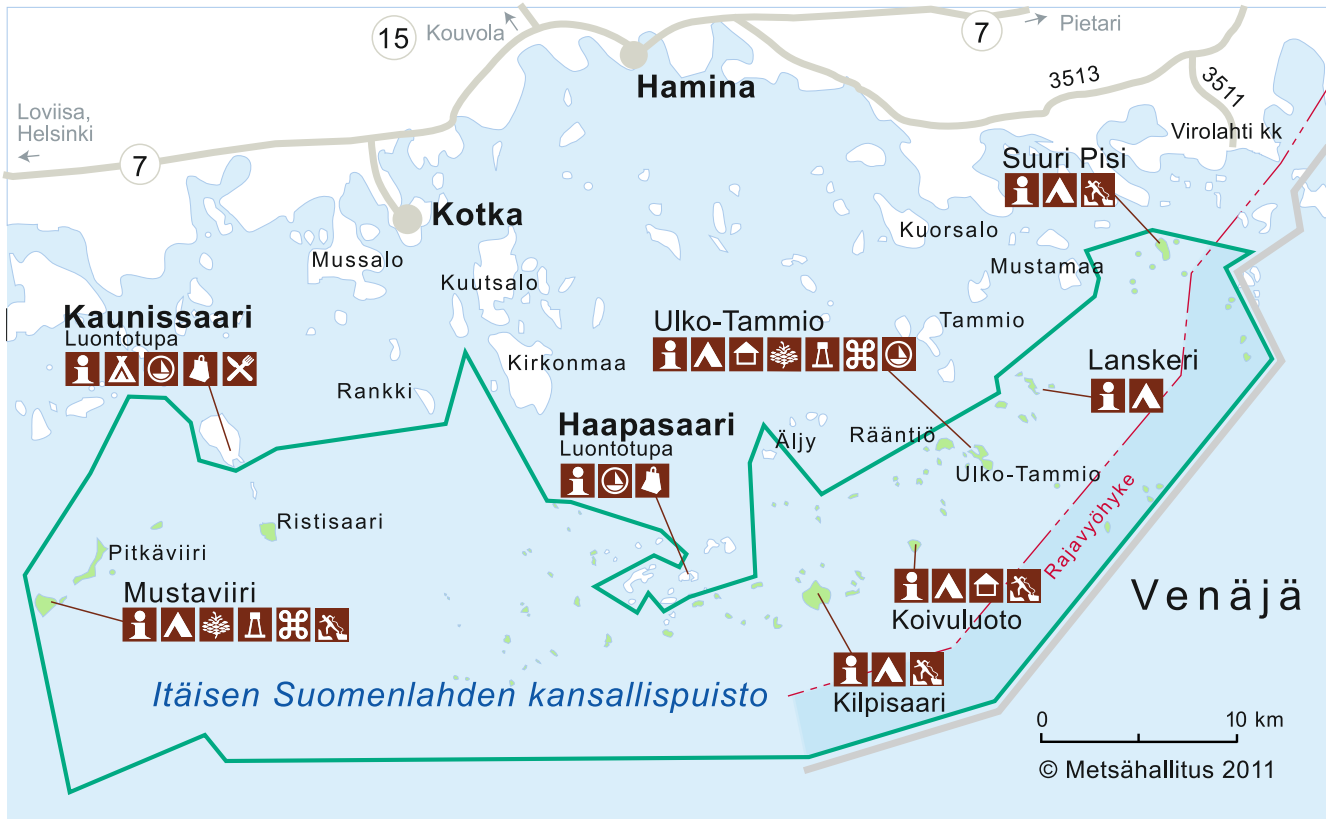 15
Kouvola
7
Pietari
Hamina
3513
3511
Loviisa,
Helsinki
7
Virolahti kk
Suuri Pisi
Kotka
Kuorsalo
Mussalo
Mustamaa
Kuutsalo
Kaunissaari
Luontotupa
Ulko-Tammio
Tammio
Kirkonmaa
Lanskeri
Rankki
Haapasaari
Luontotupa
Äljy
Rääntiö
Ulko-Tammio
Ristisaari
Pitkäviiri
Rajavyöhyke
Mustaviiri
Venäjä
Koivuluoto
Itäisen Suomenlahden kansallispuisto
Kilpisaari
0 10 km
© Metsähallitus 2011